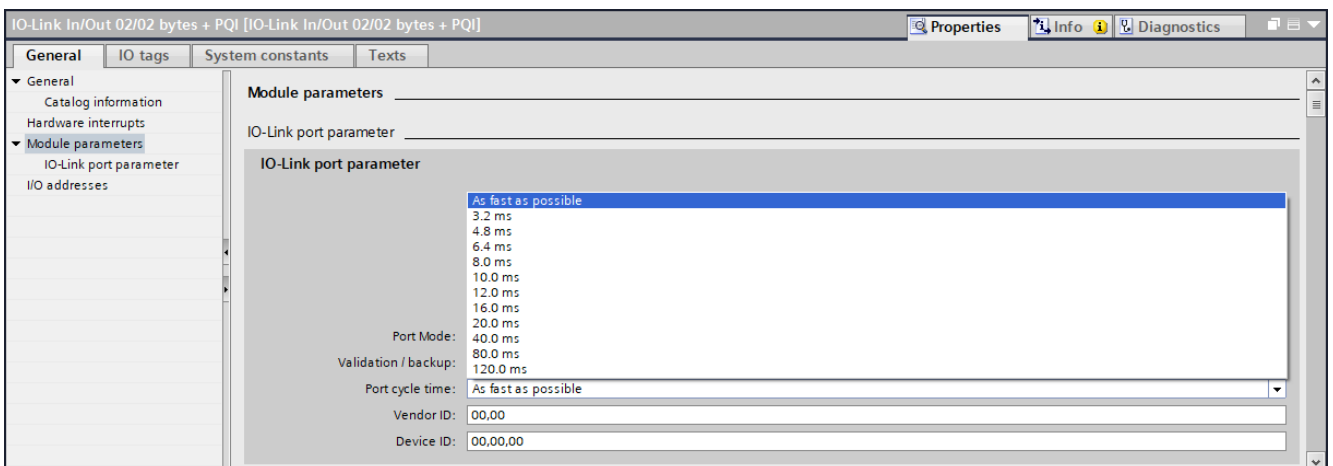 IO-Link In/Out 02/02 bytes + PQI [IO-Link In/Out 02/02 bytes + PQI]
Properties
Info
Diagnostics
General
IO tags
System constants
Texts
General
Catalog information
Hardware interrupts
Module parameters
IO-Link port parameter
I/O addresses
Module parameters
IO-Link port parameter
IO-Link port parameter
As fast as possible
3.2 ms
4.8 ms
6.4 ms
8.0 ms
10.0 ms
12.0 ms
16.0 ms
20.0 ms
40.0 ms
80.0 ms
120.0 ms
Port Mode:
Validation / backup:
Port cycle time: As fast as possible
Vendor ID: 00,00
Device ID: 00,00,00